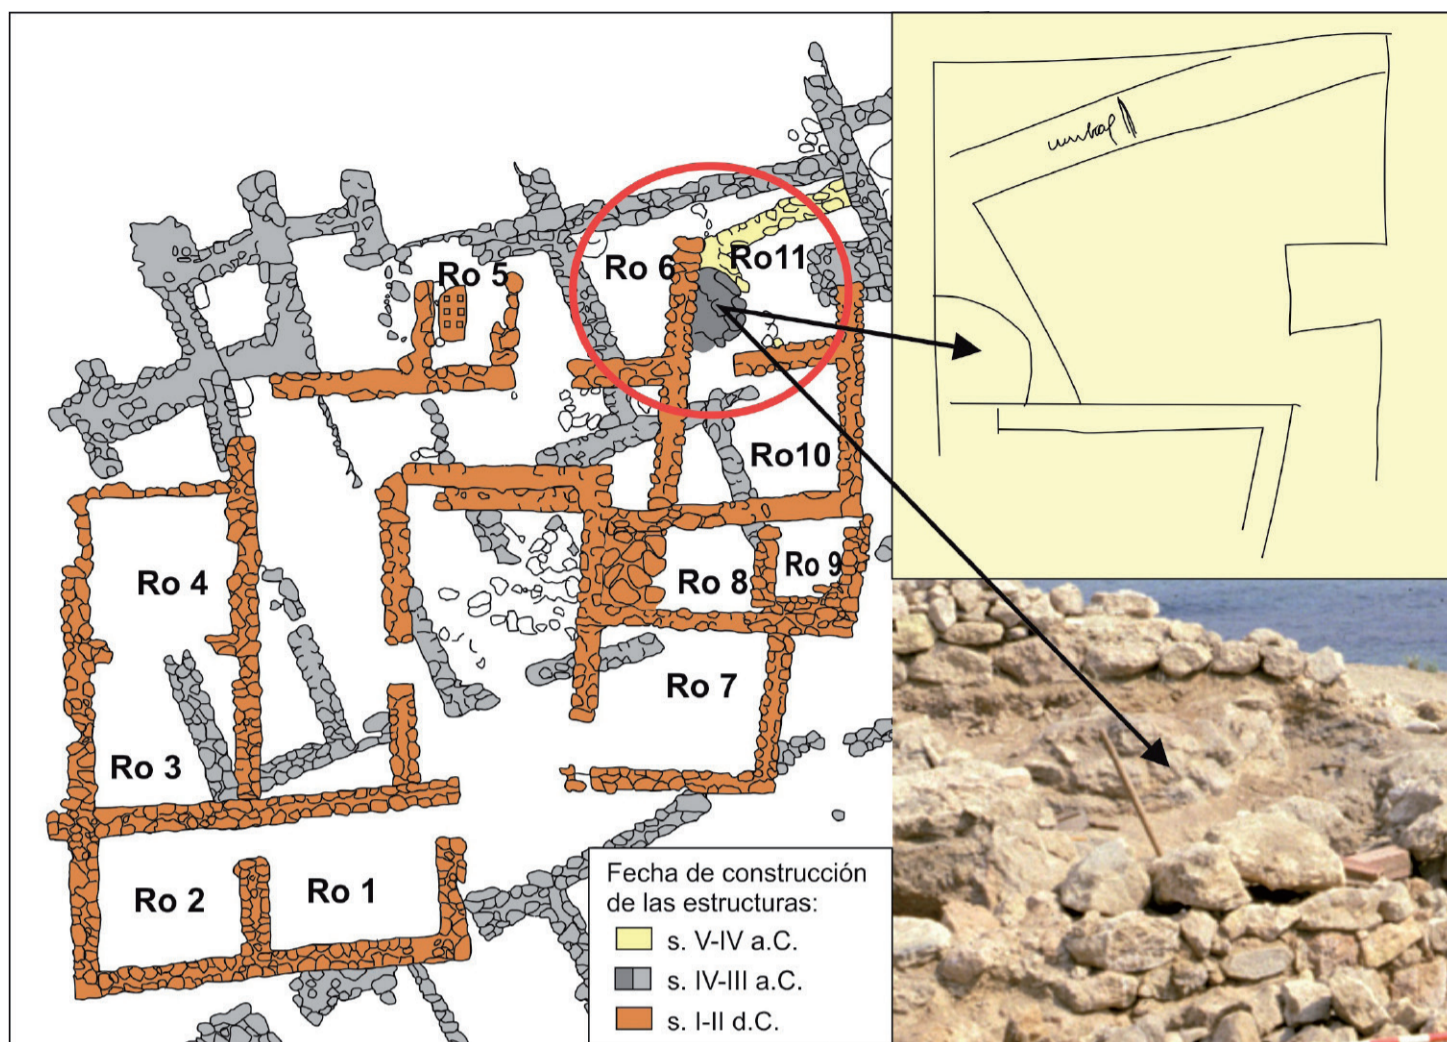 Ro 5
Ro 6
Ro11
Ro10
Ro 4
Ro 8
Ro 9
Ro 7
Ro 3
Ro 2
Ro 1
umbral
Fecha de construcción
de las estructuras:
s. V-IV a.C.
s. IV-III a.C.
s. I-II d.C.